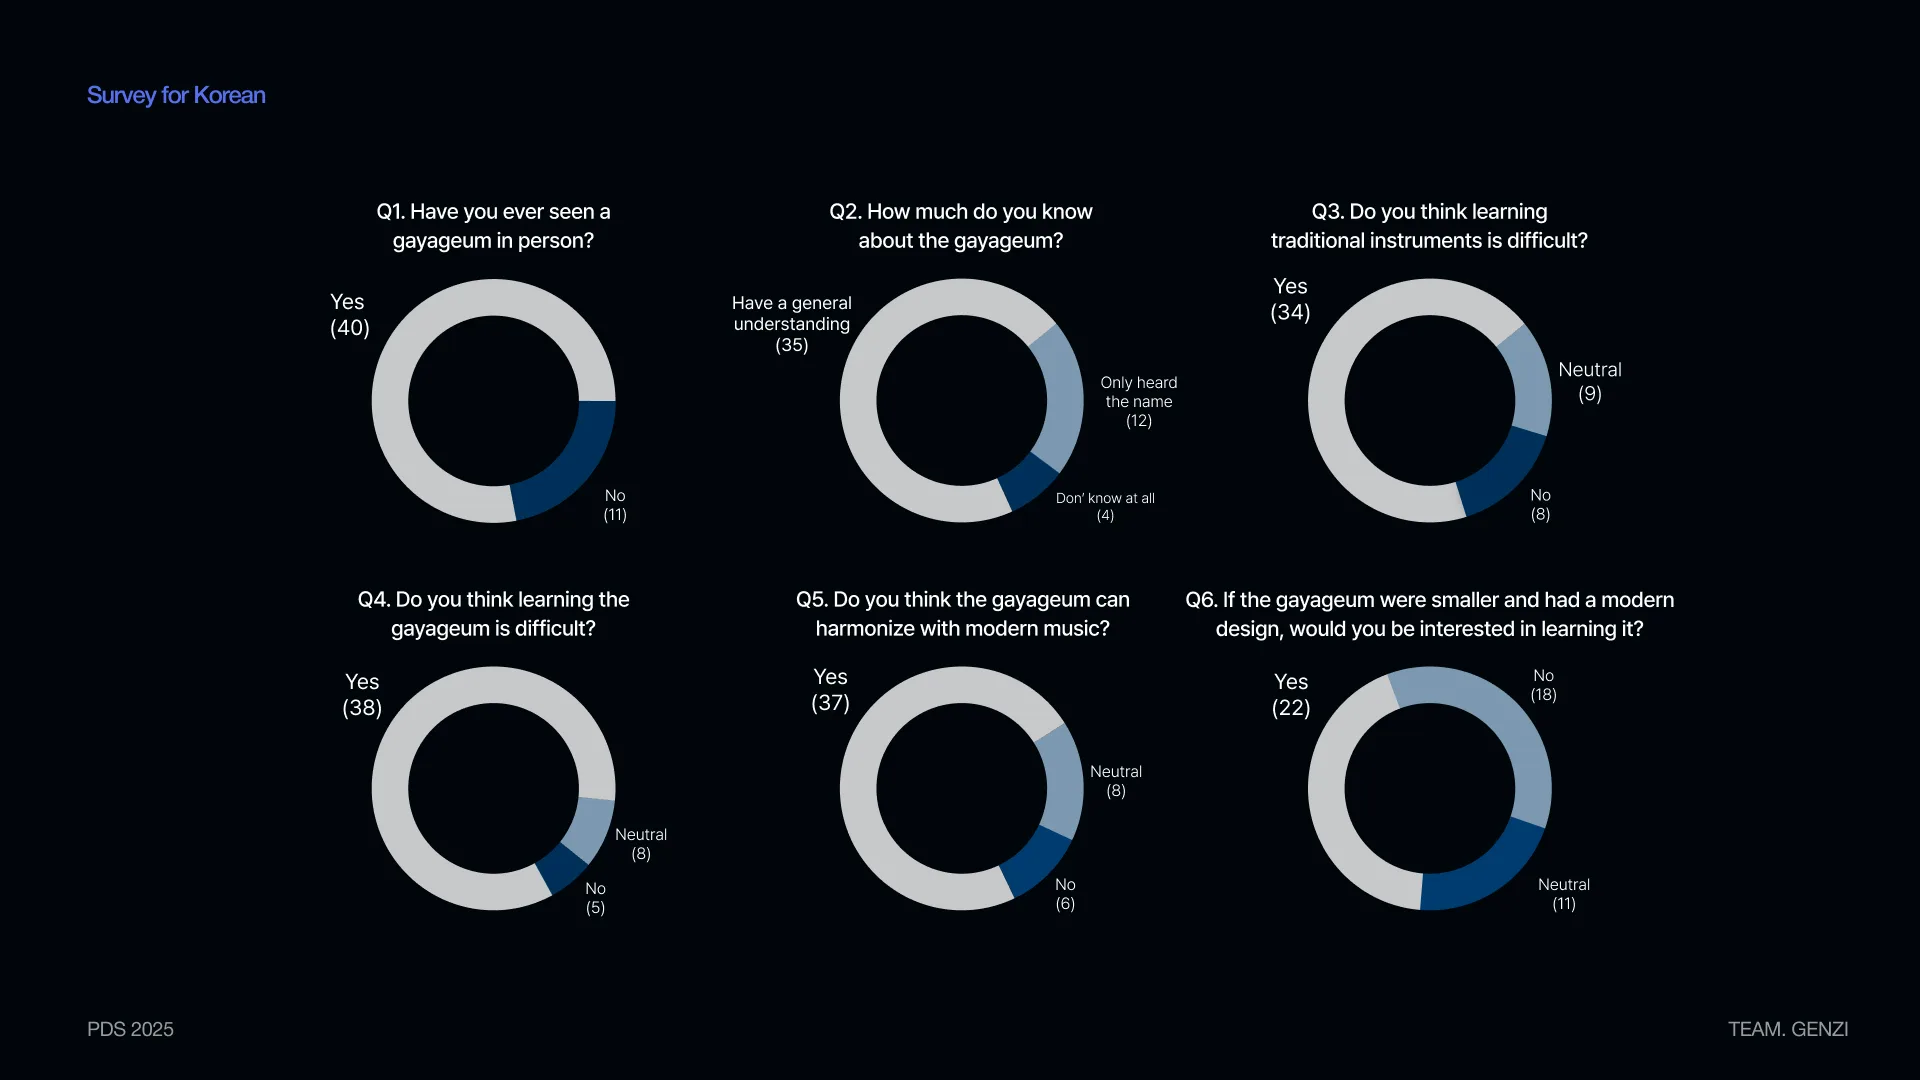 Survey for Korean
Q1. Have you ever seen a
gayageum in person?
Yes
(40)
No
(11)
Q2. How much do you know
about the gayageum?
Have a general
understanding
(35)
Only heard
the name
(12)
Don’ know at all
(4)
Q3. Do you think learning
traditional instruments is difficult?
Yes
(34)
Neutral
(9)
No
(8)
Q4. Do you think learning the
gayageum is difficult?
Yes
(38)
Neutral
(8)
No
(5)
Q5. Do you think the gayageum can
harmonize with modern music?
Yes
(37)
Neutral
(8)
No
(6)
Q6. If the gayageum were smaller and had a modern
design, would you be interested in learning it?
Yes
(22)
No
(18)
Neutral
(11)
PDS 2025
TEAM. GENZI